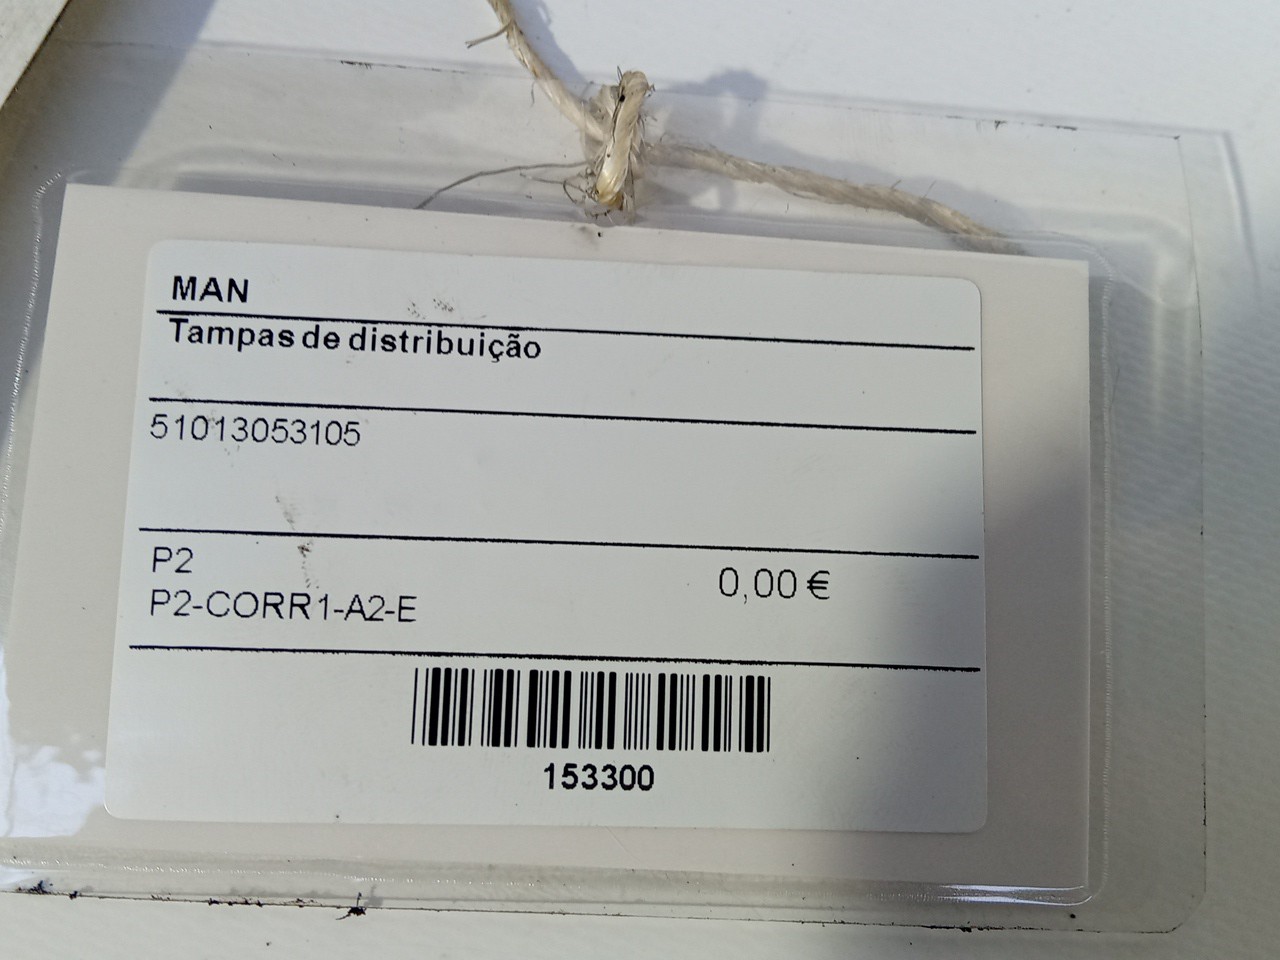 MAN
Tampas de distribuição
51013053105
P2
0,00 €
P2-CORR1-A2-E
153300